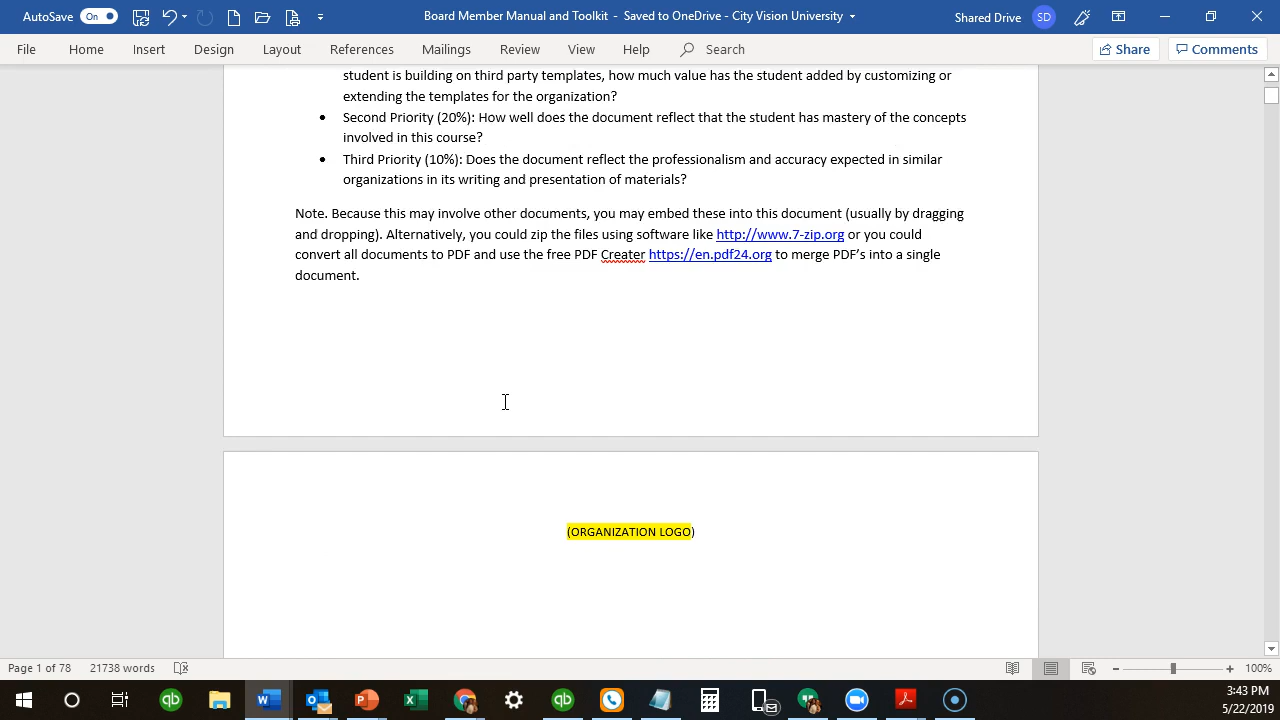 AutoSave On Board Member Manual and Toolkit - Saved to OneDrive - City Vision University Shared Drive SD
File Home Insert Design Layout References Mailings Review View Help Search Share Comments
student is building on third party templates, how much value has the student added by customizing or
extending the templates for the organization?
• Second Priority (20%): How well does the document reflect that the student has mastery of the concepts
involved in this course?
• Third Priority (10%): Does the document reflect the professionalism and accuracy expected in similar
organizations in its writing and presentation of materials?
Note. Because this may involve other documents, you may embed these into this document (usually by dragging
and dropping). Alternatively, you could zip the files using software like http://www.7-zip.org or you could
convert all documents to PDF and use the free PDF Creater https://en.pdf24.org to merge PDF's into a single
document.
(ORGANIZATION LOGO)
Page 1 of 78 21738 words 100%
3:43 PM
5/22/2019